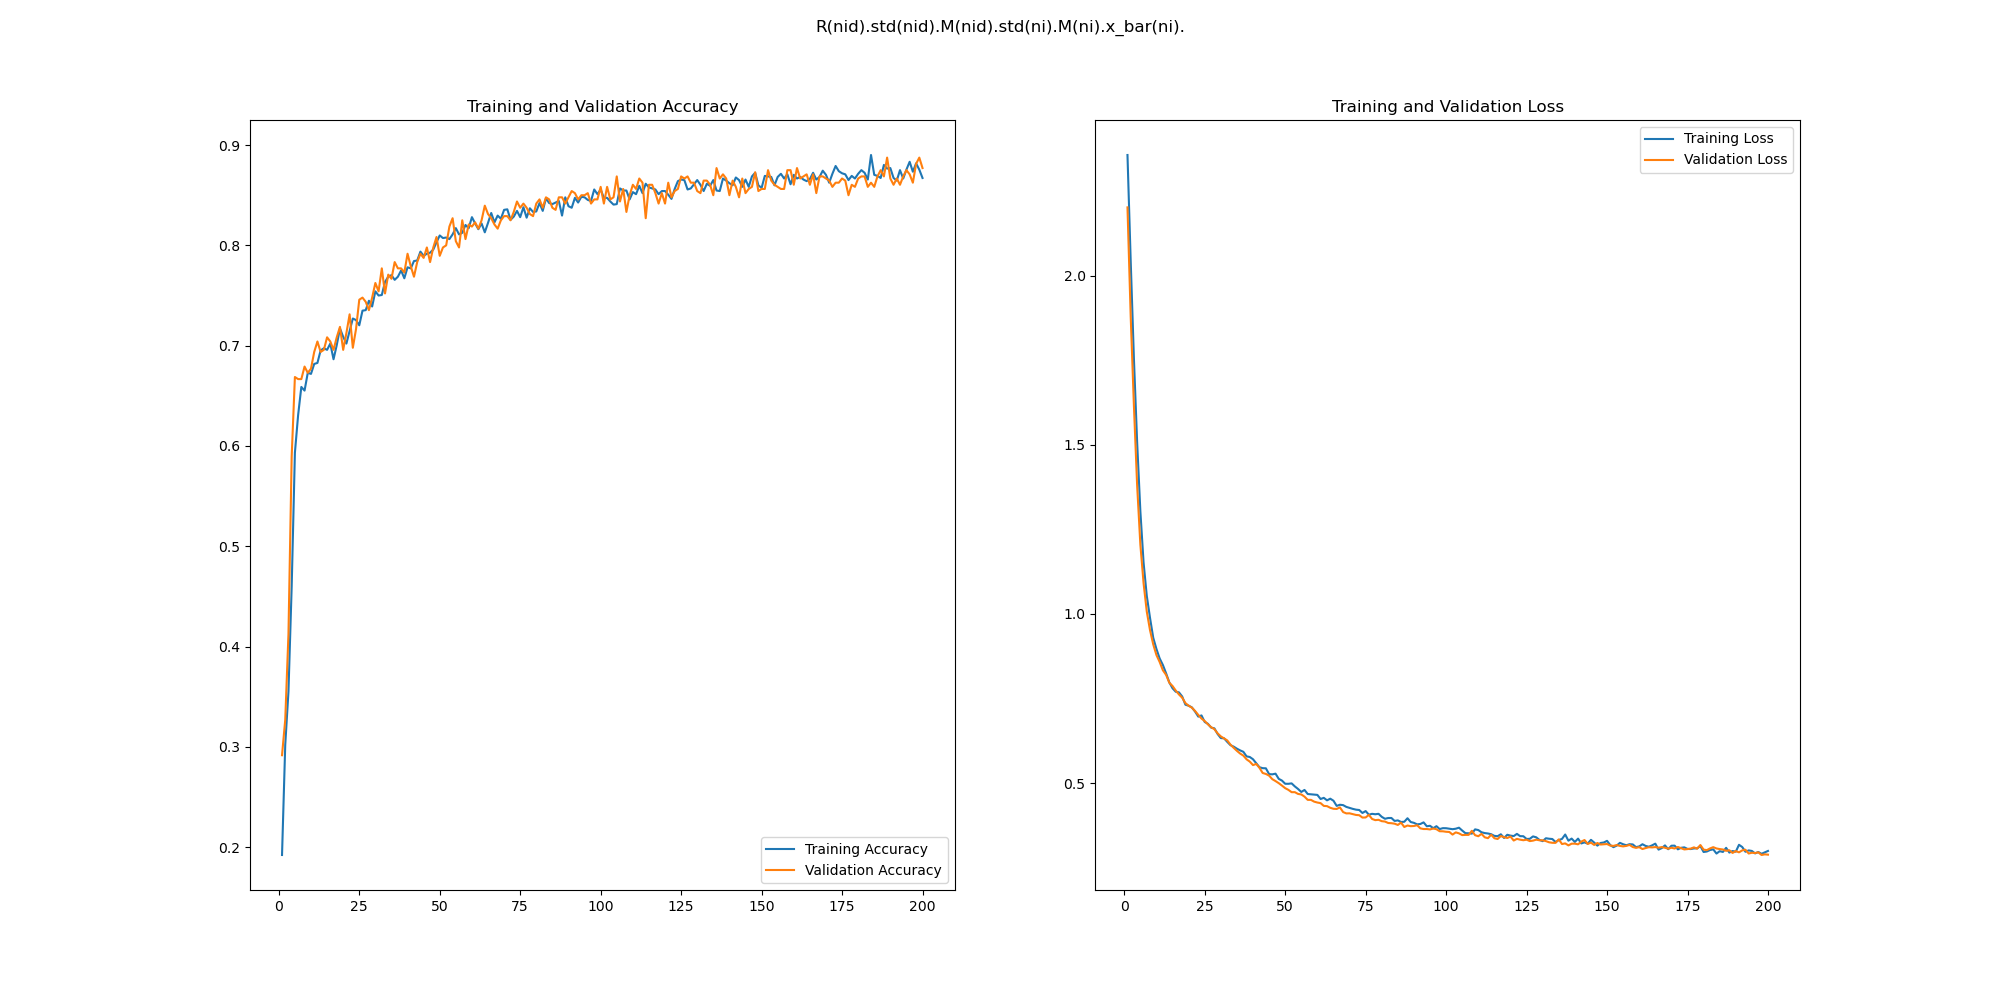 R(nid).std(nid).M(nid).std(ni).M(ni).x_bar(ni).
Training and Validation Accuracy
0.9
0.8
0.7
0.6
0.5
0.4
0.3
0.2
0 25 50 75 100 125 150 175 200
Training Accuracy
Validation Accuracy
Training and Validation Loss
Training Loss
Validation Loss
2.0
1.5
1.0
0.5
0 25 50 75 100 125 150 175 200